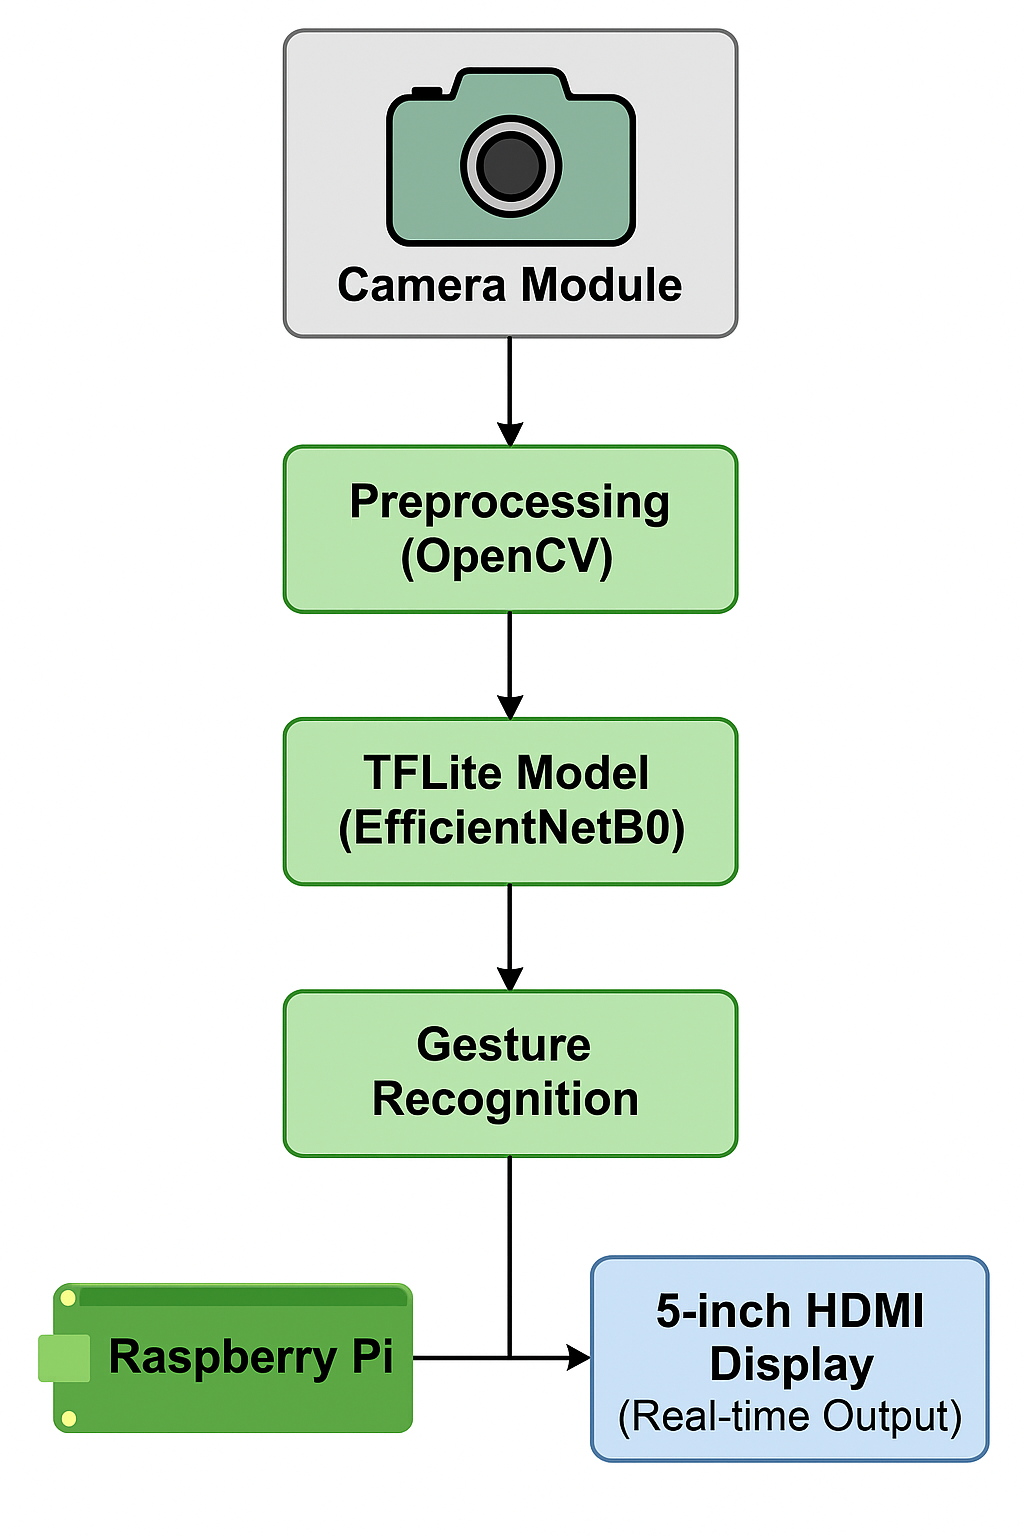 Camera Module
Preprocessing
(OpenCV)
TFLite Model
(EfficientNetB0)
Gesture
Recognition
Raspberry Pi
5-inch HDMI
Display
(Real-time Output)